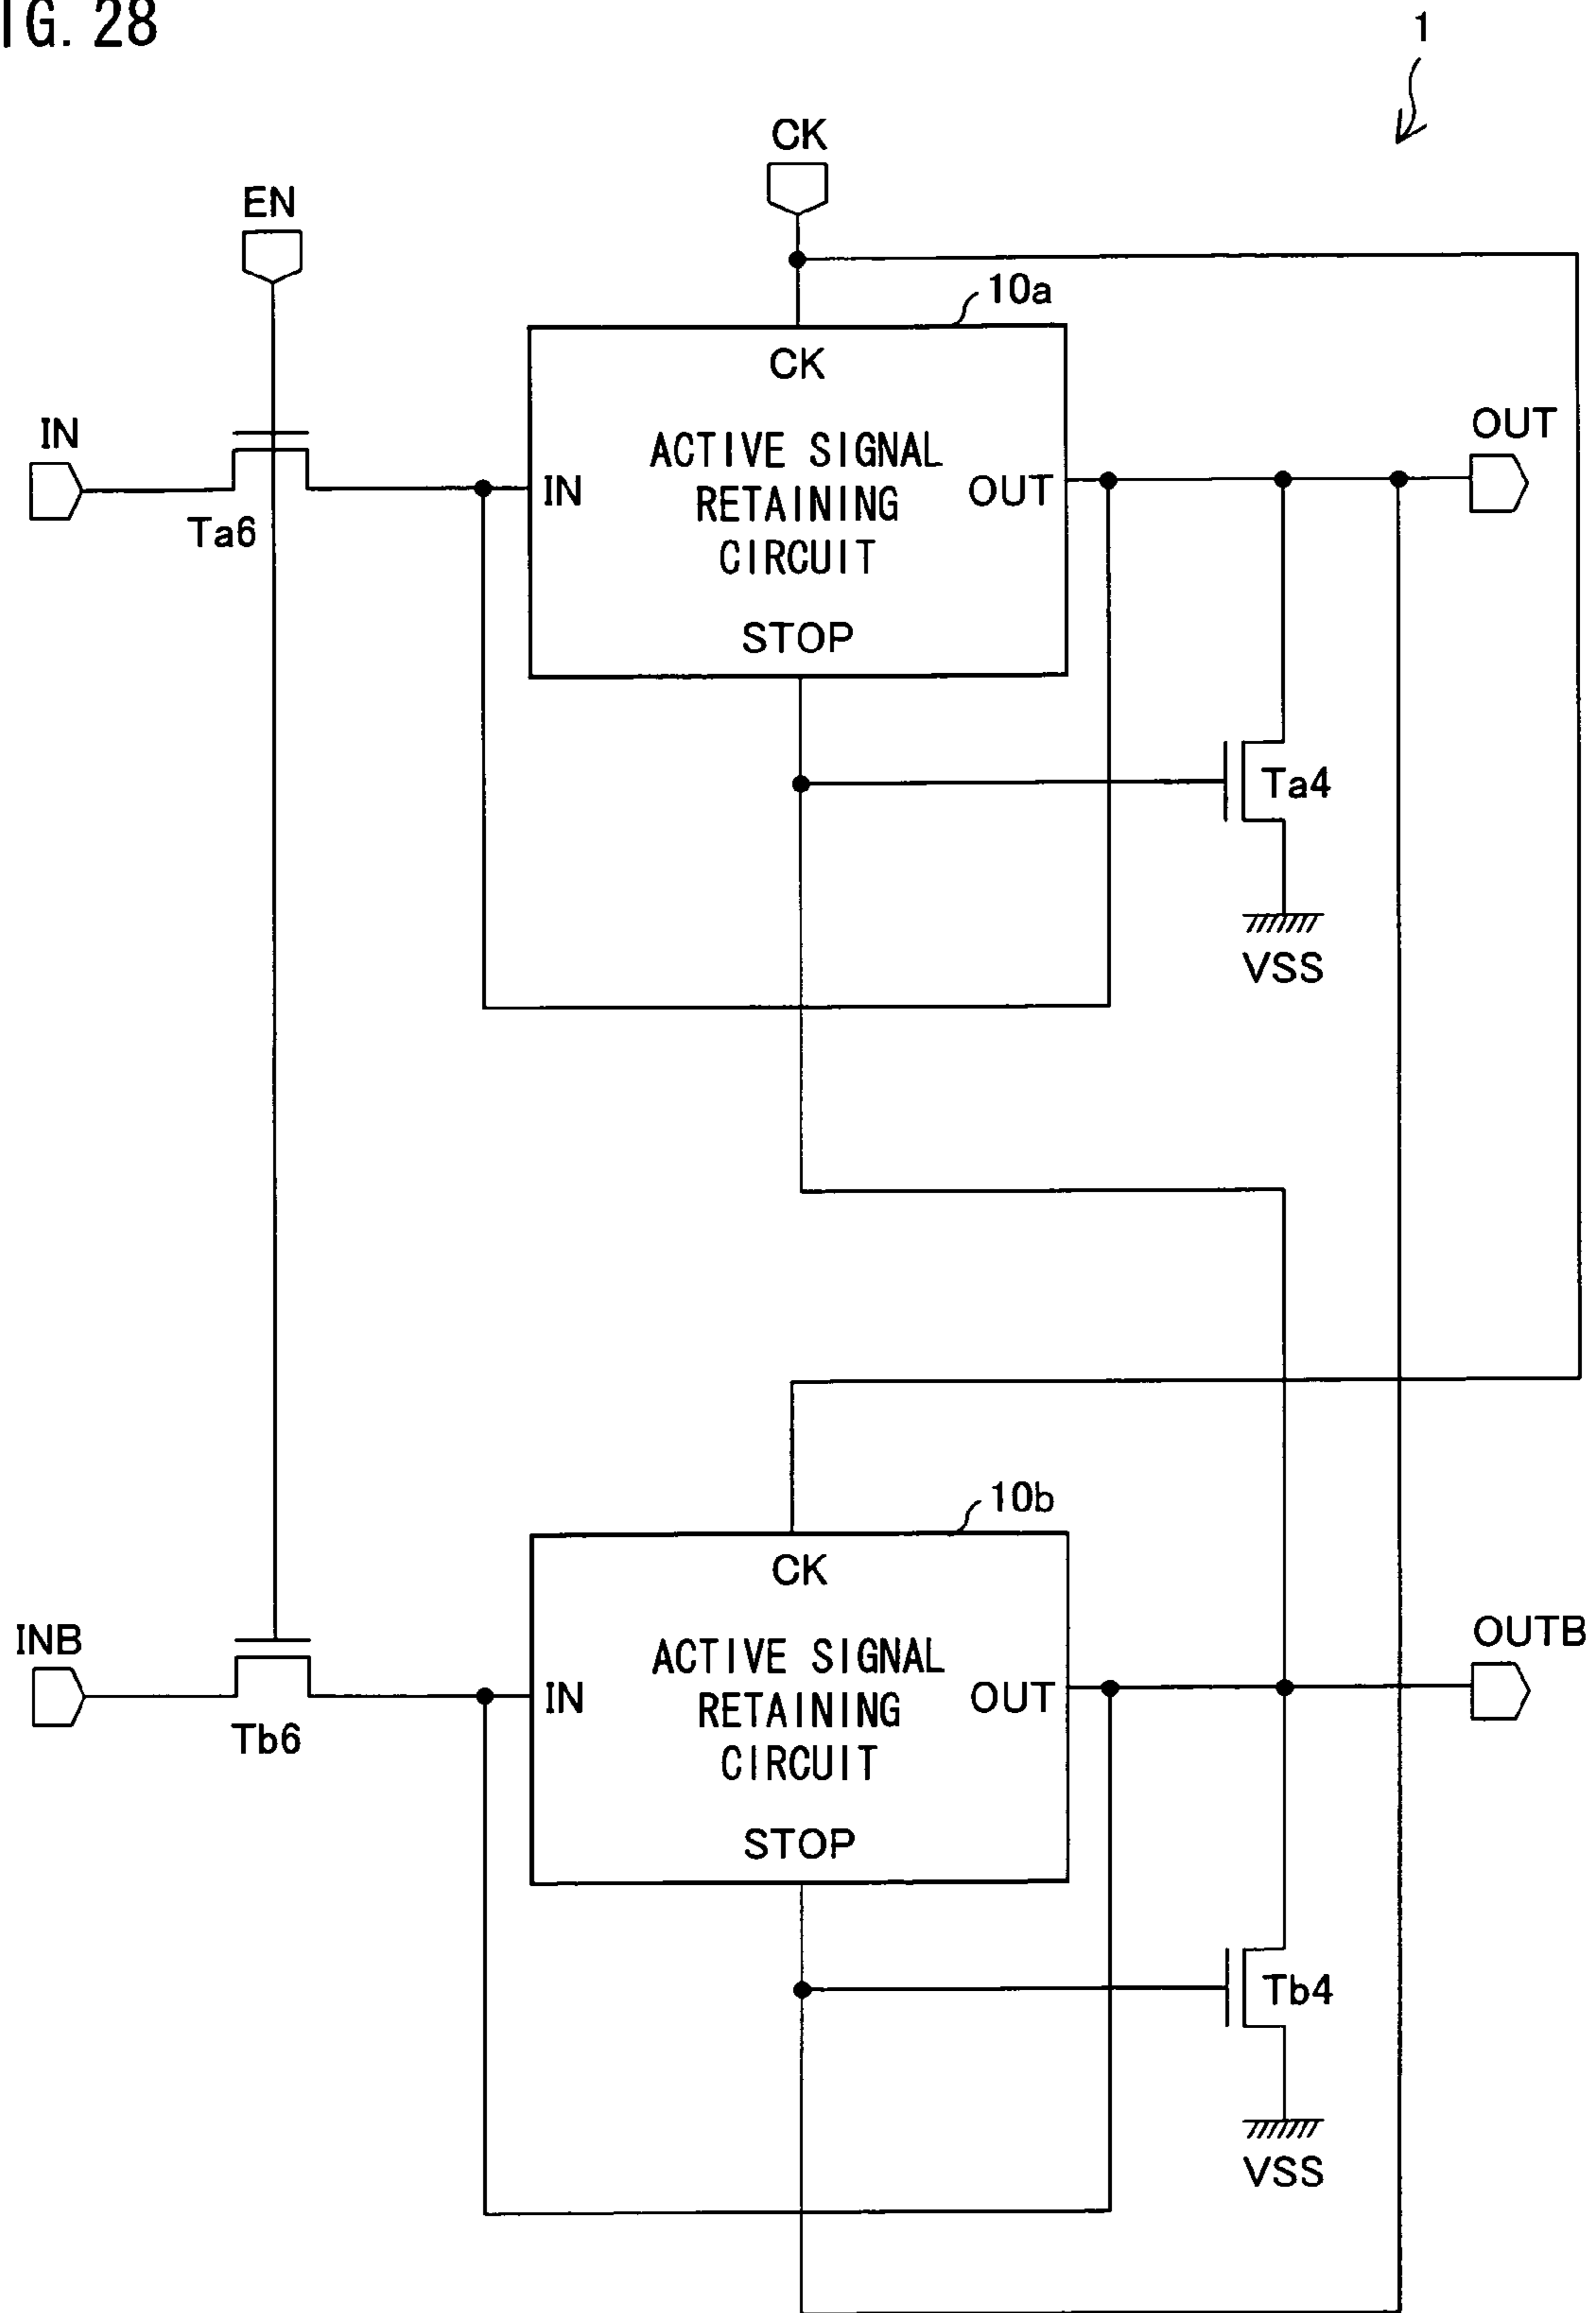 IG. 28
1
CK
EN
10a
CK
IN
ACTIVE SIGNAL
RETAINING
CIRCUIT
IN
OUT
OUT
Ta6
STOP
Ta4
VSS
10b
CK
INB
ACTIVE SIGNAL
RETAINING
CIRCUIT
IN
OUT
OUTB
Tb6
STOP
Tb4
VSS